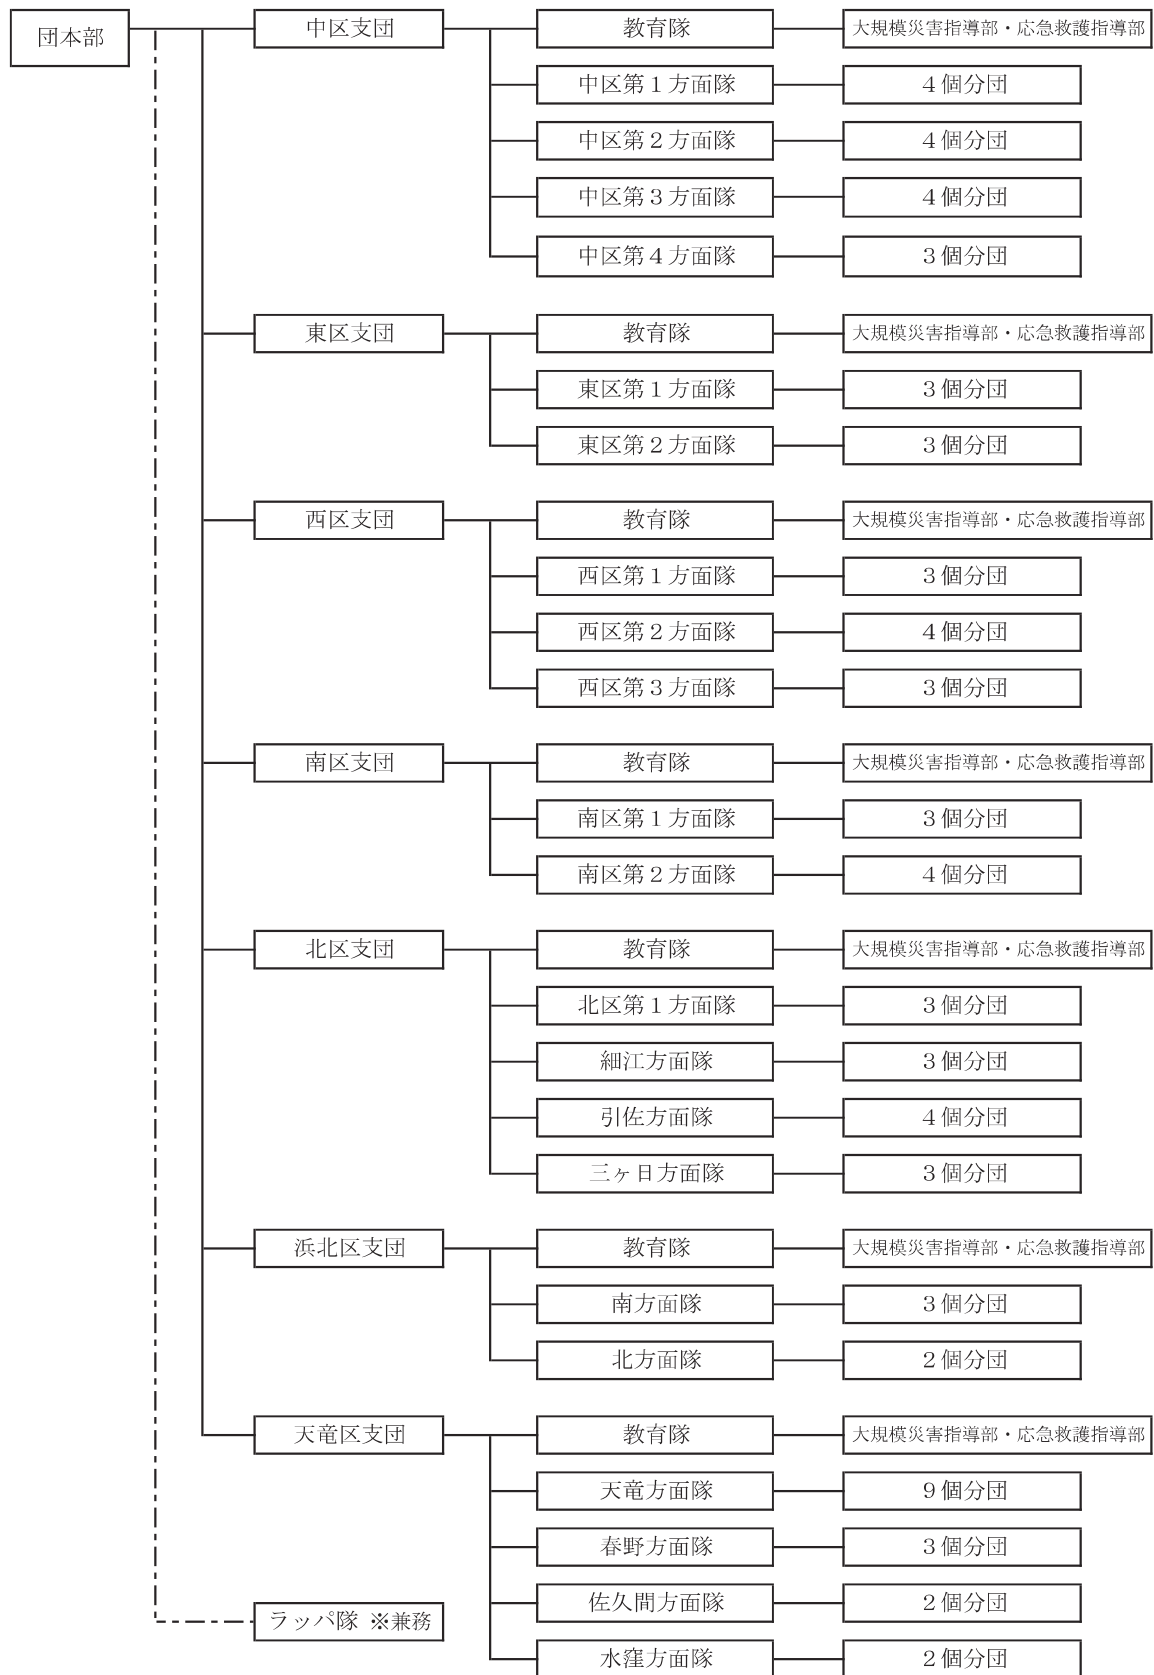 団本部
中区支団
教育隊
大規模災害指導部・応急救護指導部
中区第１方面隊
４個分団
中区第２方面隊
４個分団
中区第３方面隊
４個分団
中区第４方面隊
３個分団
東区支団
教育隊
大規模災害指導部・応急救護指導部
東区第１方面隊
３個分団
東区第２方面隊
３個分団
西区支団
教育隊
大規模災害指導部・応急救護指導部
西区第１方面隊
３個分団
西区第２方面隊
４個分団
西区第３方面隊
３個分団
南区支団
教育隊
大規模災害指導部・応急救護指導部
南区第１方面隊
３個分団
南区第２方面隊
４個分団
北区支団
教育隊
大規模災害指導部・応急救護指導部
北区第１方面隊
３個分団
細江方面隊
３個分団
引佐方面隊
４個分団
三ヶ日方面隊
３個分団
浜北区支団
教育隊
大規模災害指導部・応急救護指導部
南方面隊
３個分団
北方面隊
２個分団
天竜区支団
教育隊
大規模災害指導部・応急救護指導部
天竜方面隊
９個分団
春野方面隊
３個分団
佐久間方面隊
２個分団
ラッパ隊 ※兼務
水窪方面隊
２個分団